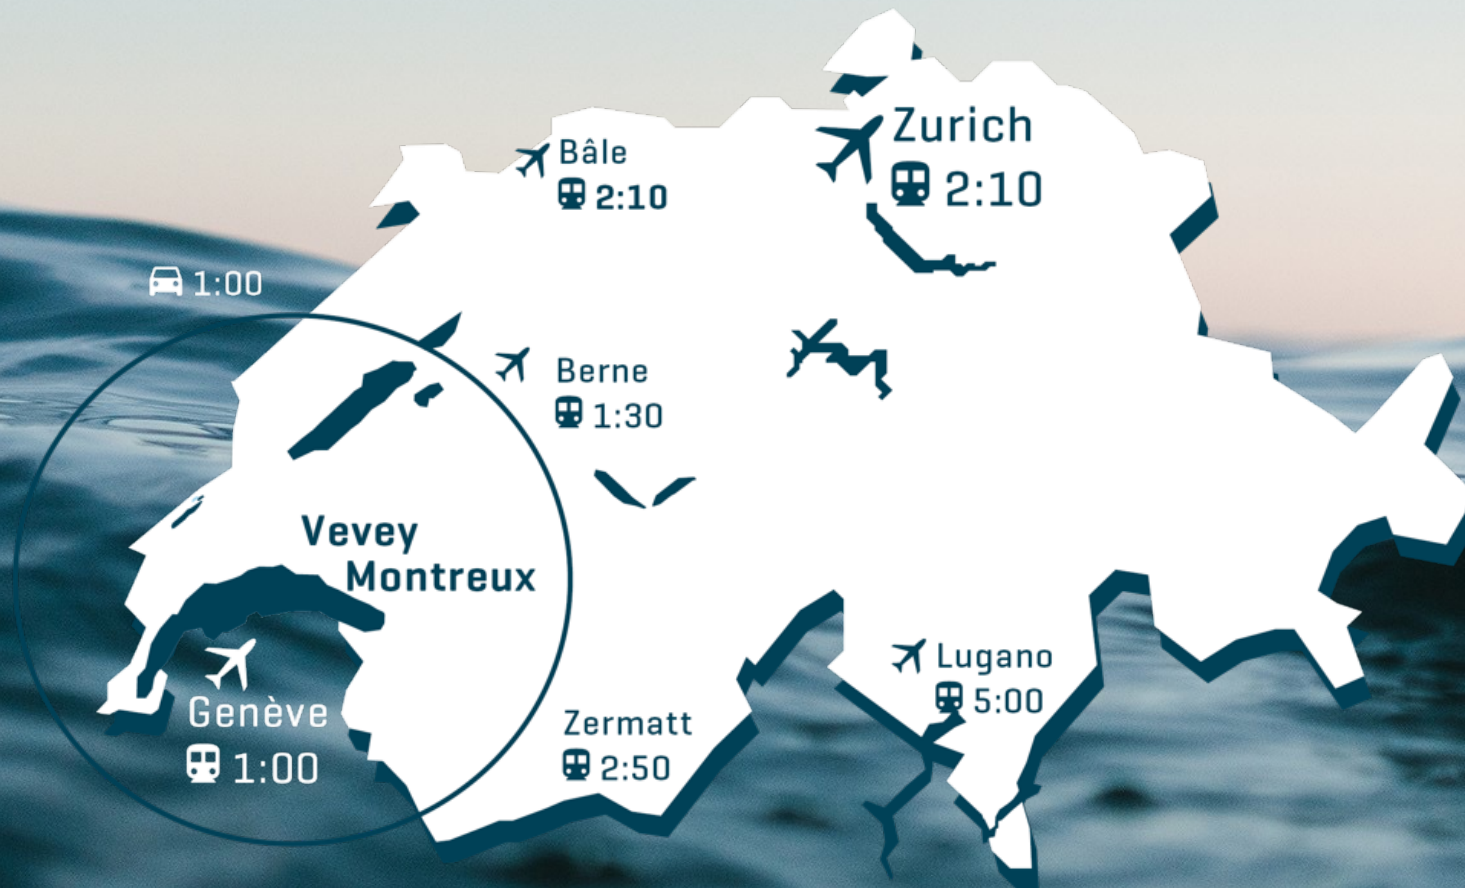 Zurich
2:10
Bâle
2:10
1:00
Berne
1:30
Vevey
Montreux
Lugano
5:00
Genève
1:00
Zermatt
2:50